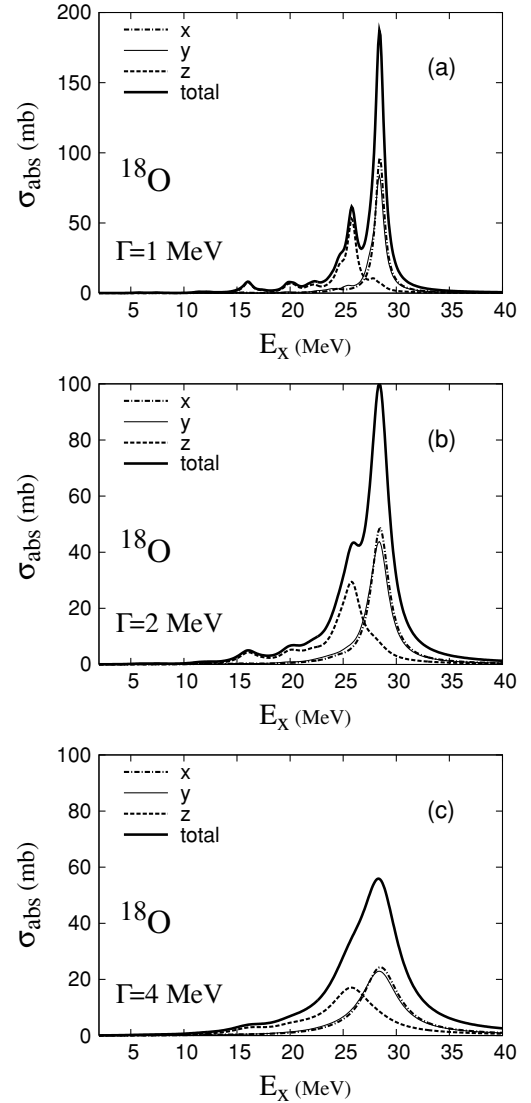 200
150
100
50
0
σabs (mb)
x
y
z
total
(a)
¹⁸O
Γ=1 MeV
5 10 15 20 25 30 35 40
Eₓ (MeV)
100
80
60
40
20
0
σabs (mb)
x
y
z
total
(b)
¹⁸O
Γ=2 MeV
5 10 15 20 25 30 35 40
Eₓ (MeV)
100
80
60
40
20
0
σabs (mb)
x
y
z
total
(c)
¹⁸O
Γ=4 MeV
5 10 15 20 25 30 35 40
Eₓ (MeV)